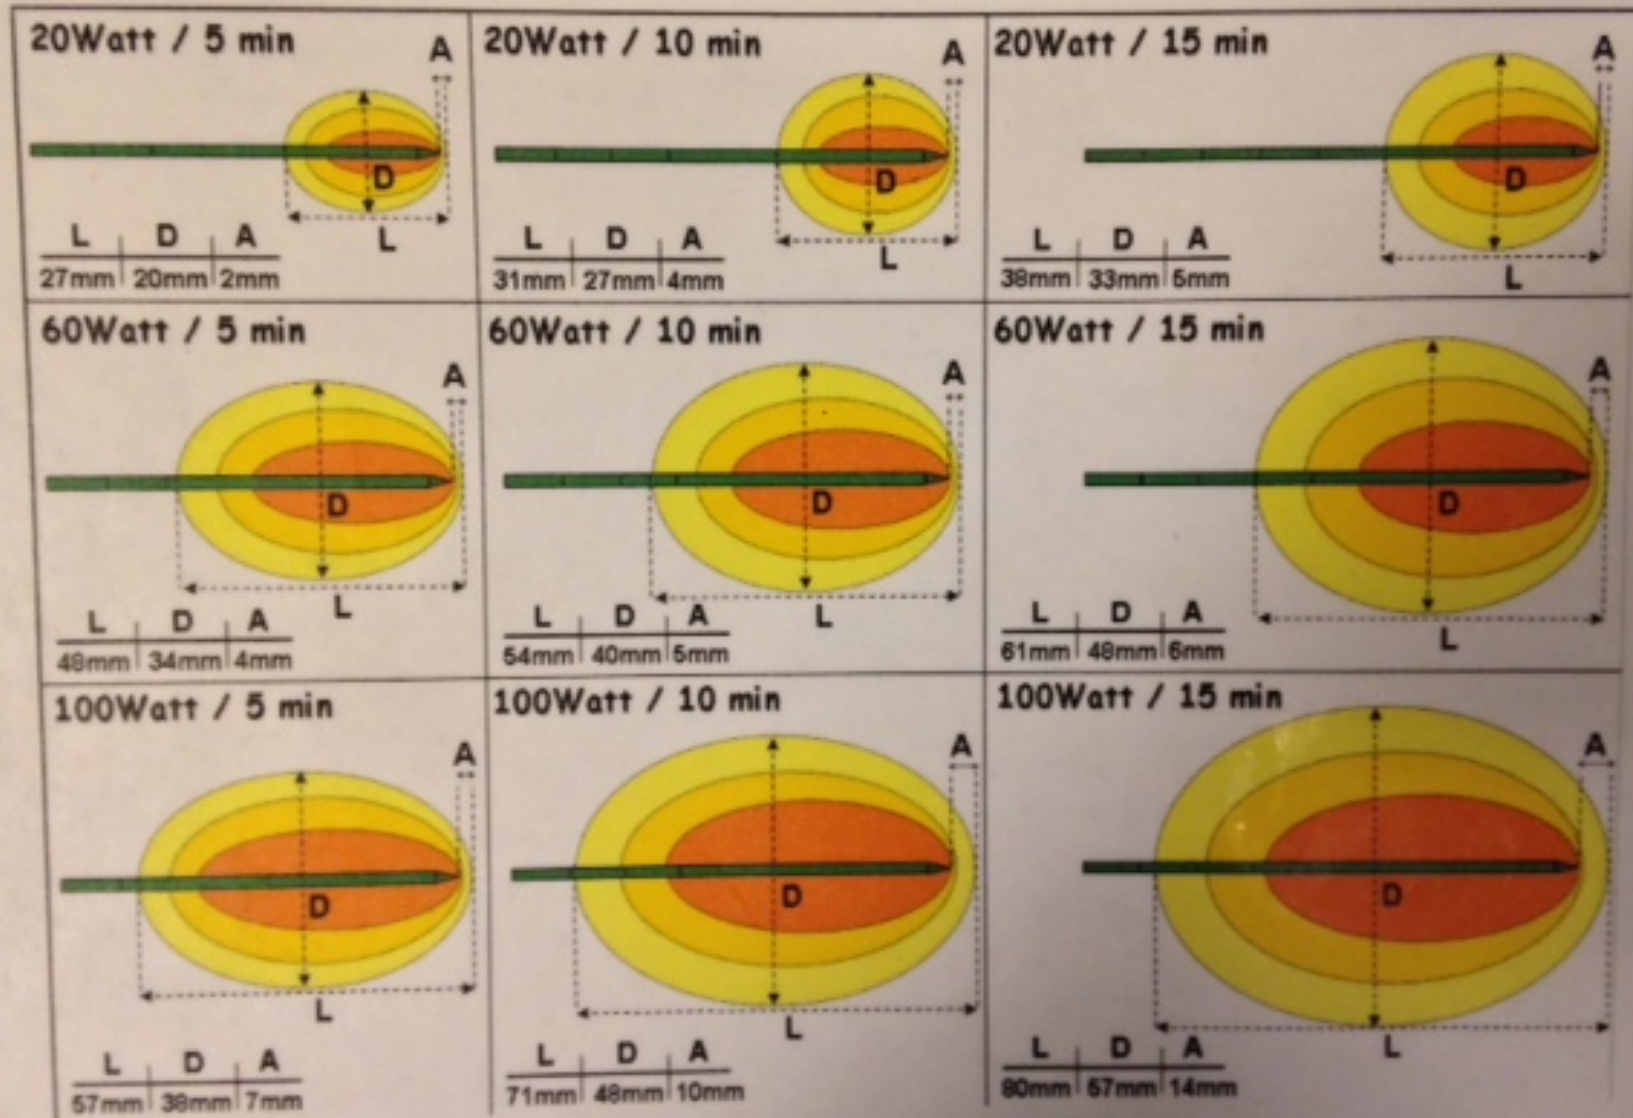 20Watt / 5 min
A
D
L
L D A
27mm 20mm 2mm
20Watt / 10 min
A
D
L
L D A
31mm 27mm 4mm
20Watt / 15 min
A
D
L
L D A
38mm 33mm 5mm
60Watt / 5 min
A
D
L
L D A
48mm 34mm 4mm
60Watt / 10 min
A
D
L
L D A
54mm 40mm 5mm
60Watt / 15 min
A
D
L
L D A
61mm 48mm 6mm
100Watt / 5 min
A
D
L
L D A
57mm 38mm 7mm
100Watt / 10 min
A
D
L
L D A
71mm 48mm 10mm
100Watt / 15 min
A
D
L
L D A
80mm 57mm 14mm